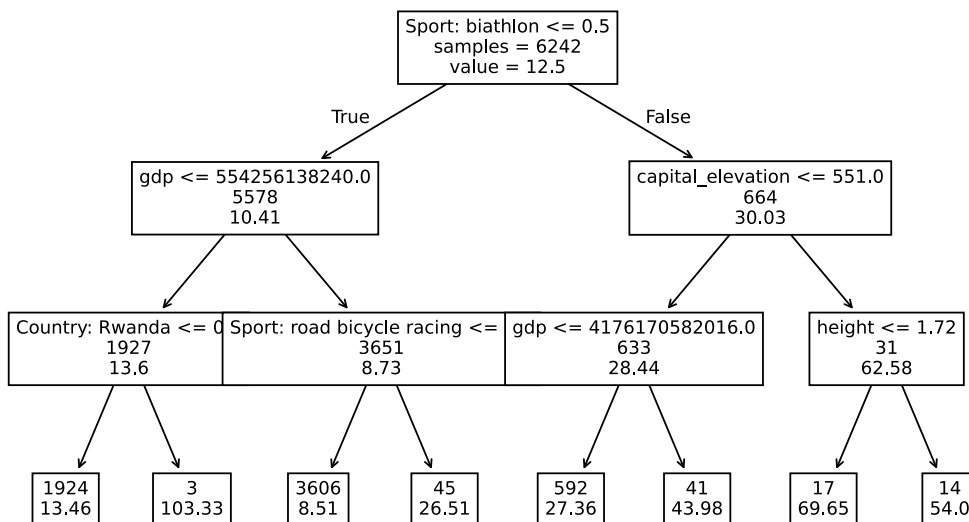 Sport: biathlon <= 0.5
samples = 6242
value = 12.5
True
False
gdp <= 554256138240.0
5578
10.41
capital_elevation <= 551.0
664
30.03
Country: Rwanda <= 0
1927
13.6
Sport: road bicycle racing <=
3651
8.73
gdp <= 4176170582016.0
633
28.44
height <= 1.72
31
62.58
1924
13.46
3
103.33
3606
8.51
45
26.51
592
27.36
41
43.98
17
69.65
14
54.0